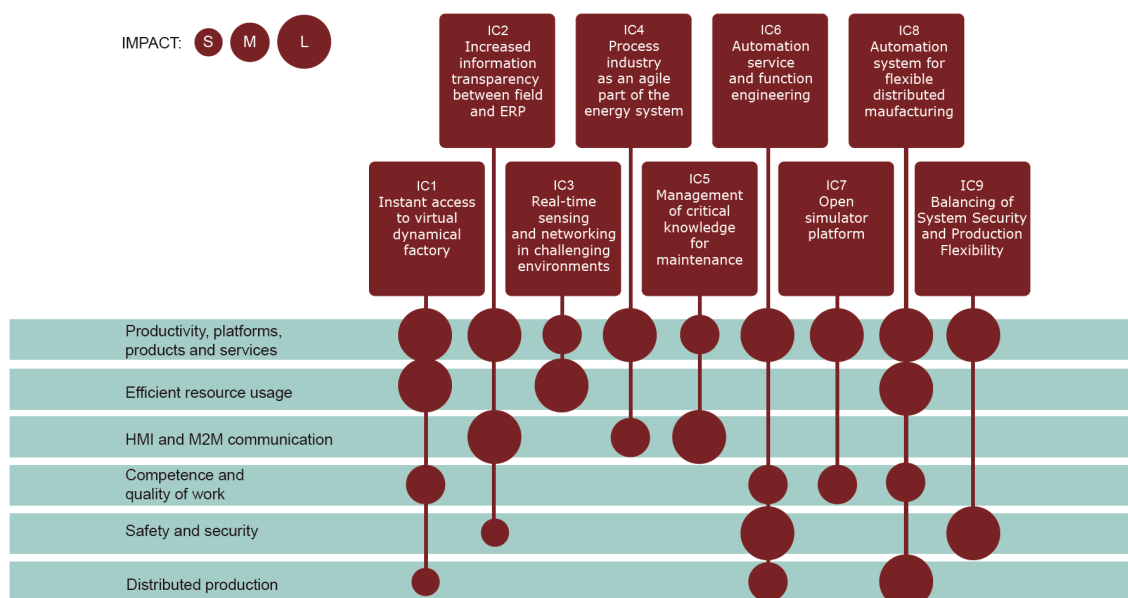 IMPACT: S M L
IC2
Increased
information
transparency
between field
and ERP
IC4
Process
industry
as an agile
part of the
energy system
IC6
Automation
service
and function
engineering
IC8
Automation
system for
flexible
distributed
maufacturing
IC1
Instant access
to virtual
dynamical
factory
IC3
Real-time
sensing
and networking
in challenging
environments
IC5
Management
of critical
knowledge
for
maintenance
IC7
Open
simulator
platform
IC9
Balancing of
System Security
and Production
Flexibility
Productivity, platforms,
products and services
Efficient resource usage
HMI and M2M communication
Competence and
quality of work
Safety and security
Distributed production